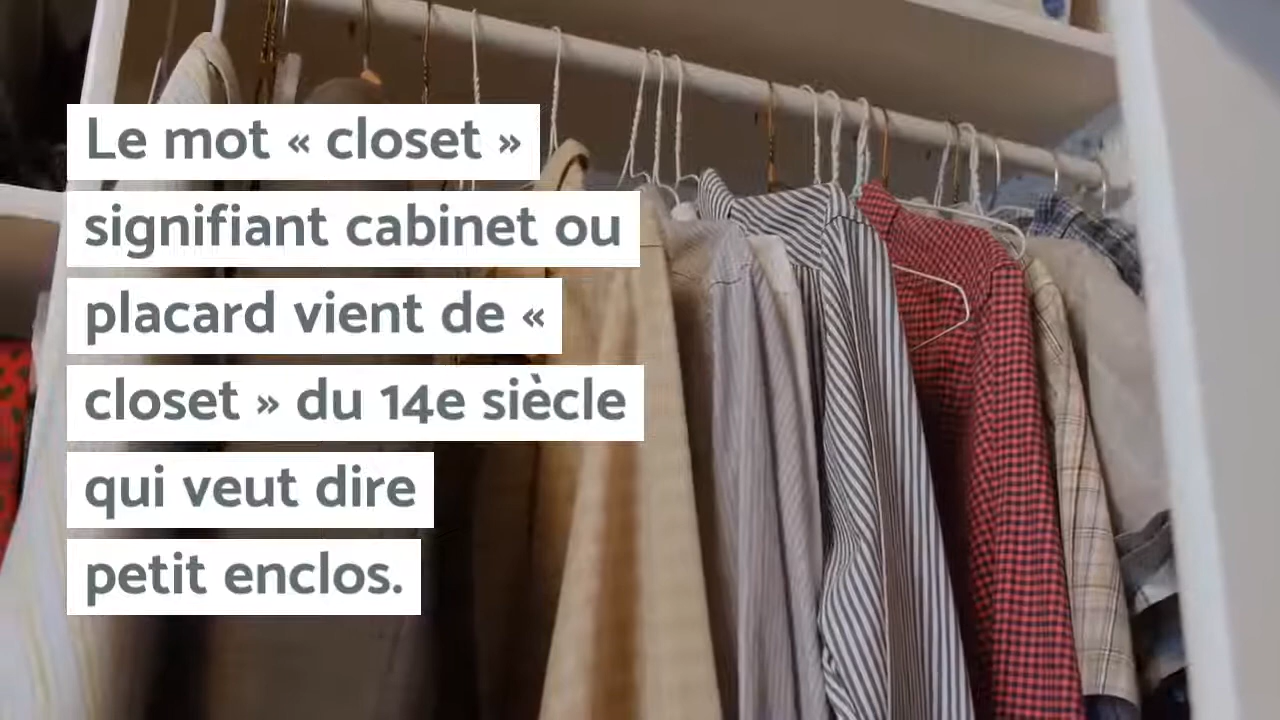 Le mot « closet »
signifiant cabinet ou
placard vient de «
closet » du 14e siècle
qui veut dire
petit enclos.